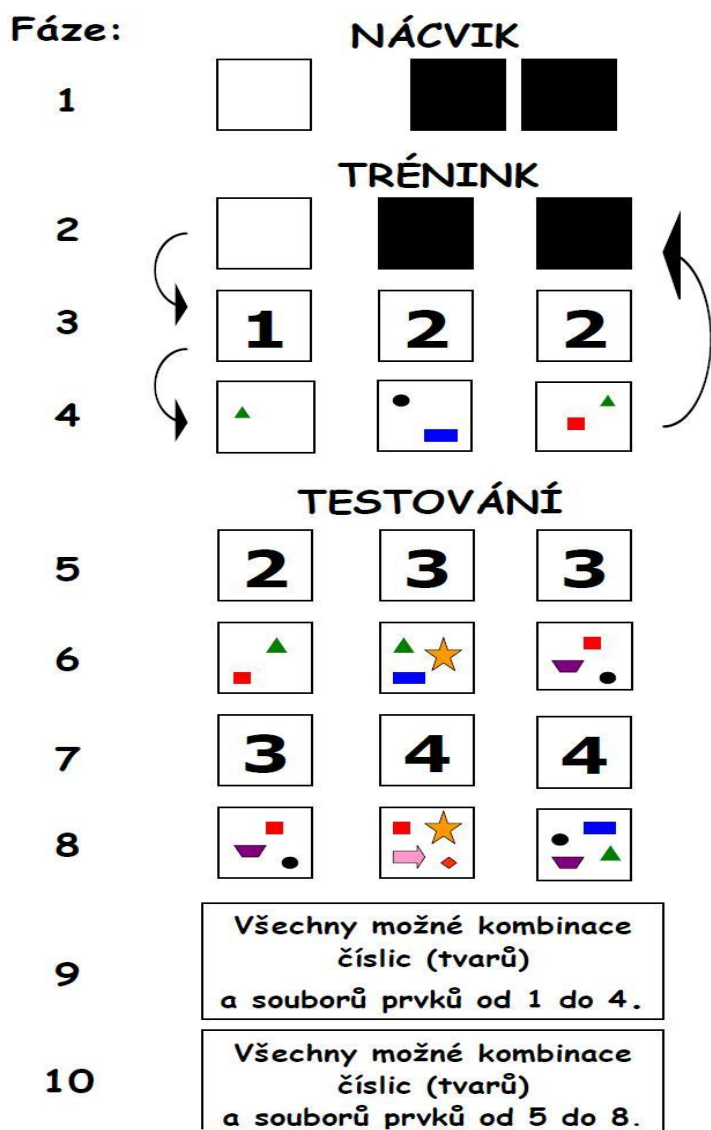 Fáze:
NÁCVIK
1
TRÉNINK
2
3 1 2 2
4
TESTOVÁNÍ
5 2 3 3
6
7 3 4 4
8
9
Všechny možné kombinace
číslic (tvarů)
a souborů prvků od 1 do 4.
10
Všechny možné kombinace
číslic (tvarů)
a souborů prvků od 5 do 8.